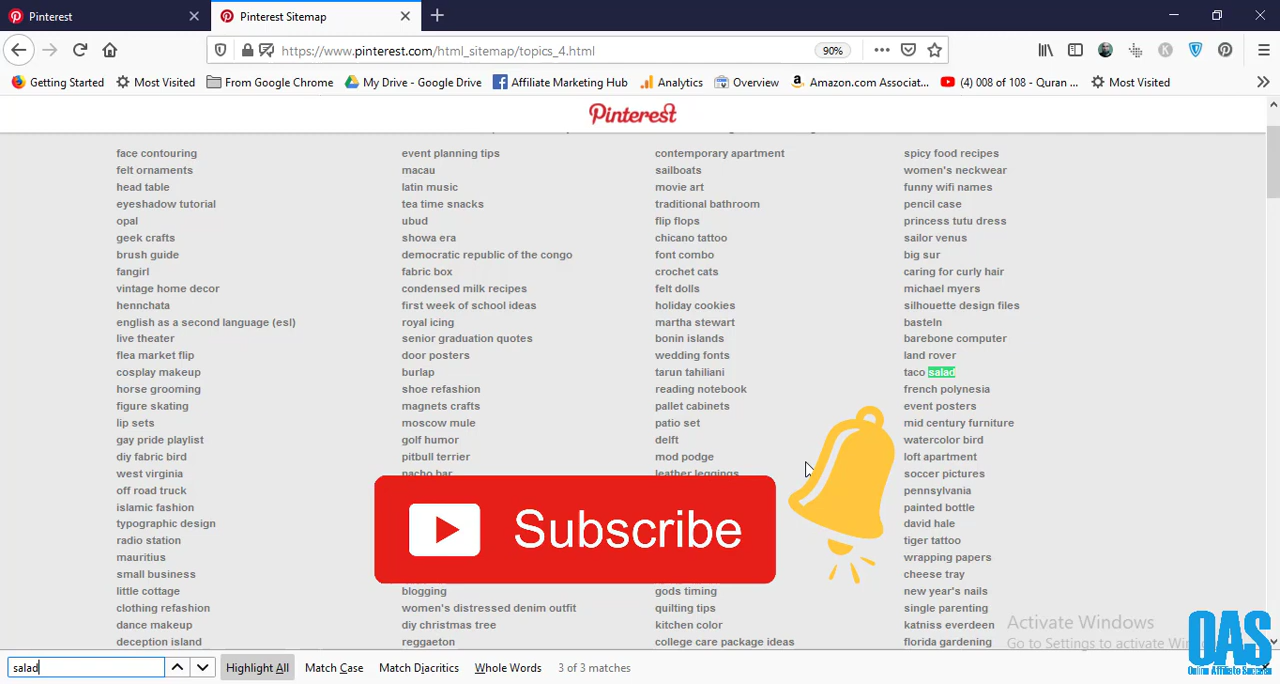 Pinterest
Pinterest Sitemap
https://www.pinterest.com/html_sitemap/topics_4.html
90%
Getting Started
Most Visited
From Google Chrome
My Drive - Google Drive
Affiliate Marketing Hub
Analytics
Overview
Amazon.com Associat...
(4) 008 of 108 - Quran ...
Most Visited
Pinterest
face contouring
felt ornaments
head table
eyeshadow tutorial
opal
geek crafts
brush guide
fangirl
vintage home decor
hennchata
english as a second language (esl)
live theater
flea market flip
cosplay makeup
horse grooming
figure skating
lip sets
gay pride playlist
diy fabric bird
west virginia
off road truck
islamic fashion
typographic design
radio station
mauritius
small business
little cottage
clothing refashion
dance makeup
deception island
event planning tips
macau
latin music
tea time snacks
ubud
showa era
democratic republic of the congo
fabric box
condensed milk recipes
first week of school ideas
royal icing
senior graduation quotes
door posters
burlap
shoe refashion
magnets crafts
moscow mule
golf humor
pitbull terrier
nacho bar
blogging
women's distressed denim outfit
diy christmas tree
reggaeton
contemporary apartment
sailboats
movie art
traditional bathroom
flip flops
chicano tattoo
font combo
crochet cats
felt dolls
holiday cookies
martha stewart
bonin islands
wedding fonts
tarun tahiliani
reading notebook
pallet cabinets
patio set
delft
mod podge
leather leggings
gods timing
quilting tips
kitchen color
college care package ideas
spicy food recipes
women's neckwear
funny wifi names
pencil case
princess tutu dress
sailor venus
big sur
caring for curly hair
michael myers
silhouette design files
basteln
barebone computer
land rover
taco salad
french polynesia
event posters
mid century furniture
watercolor bird
loft apartment
soccer pictures
pennsylvania
painted bottle
david hale
tiger tattoo
wrapping papers
cheese tray
new year's nails
single parenting
katniss everdeen
florida gardening
Subscribe
Activate Windows
Go to Settings to activate
OAS
Online Affiliate Success
salad
Highlight All
Match Case
Match Diacritics
Whole Words
3 of 3 matches